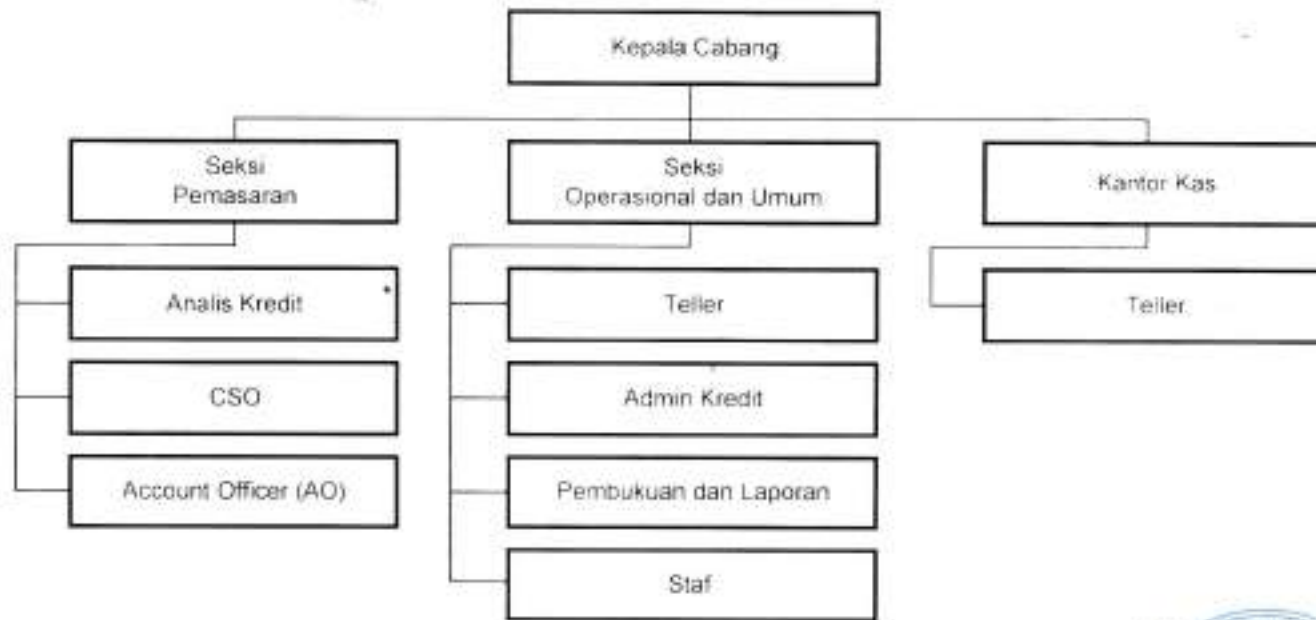 Kepala Cabang
Seksi
Pemasaran
Seksi
Operasional dan Umum
Kantor Kas
Analis Kredit
Teller
Teller
CSO
Admin Kredit
Account Officer (AO)
Pembukuan dan Laporan
Staf